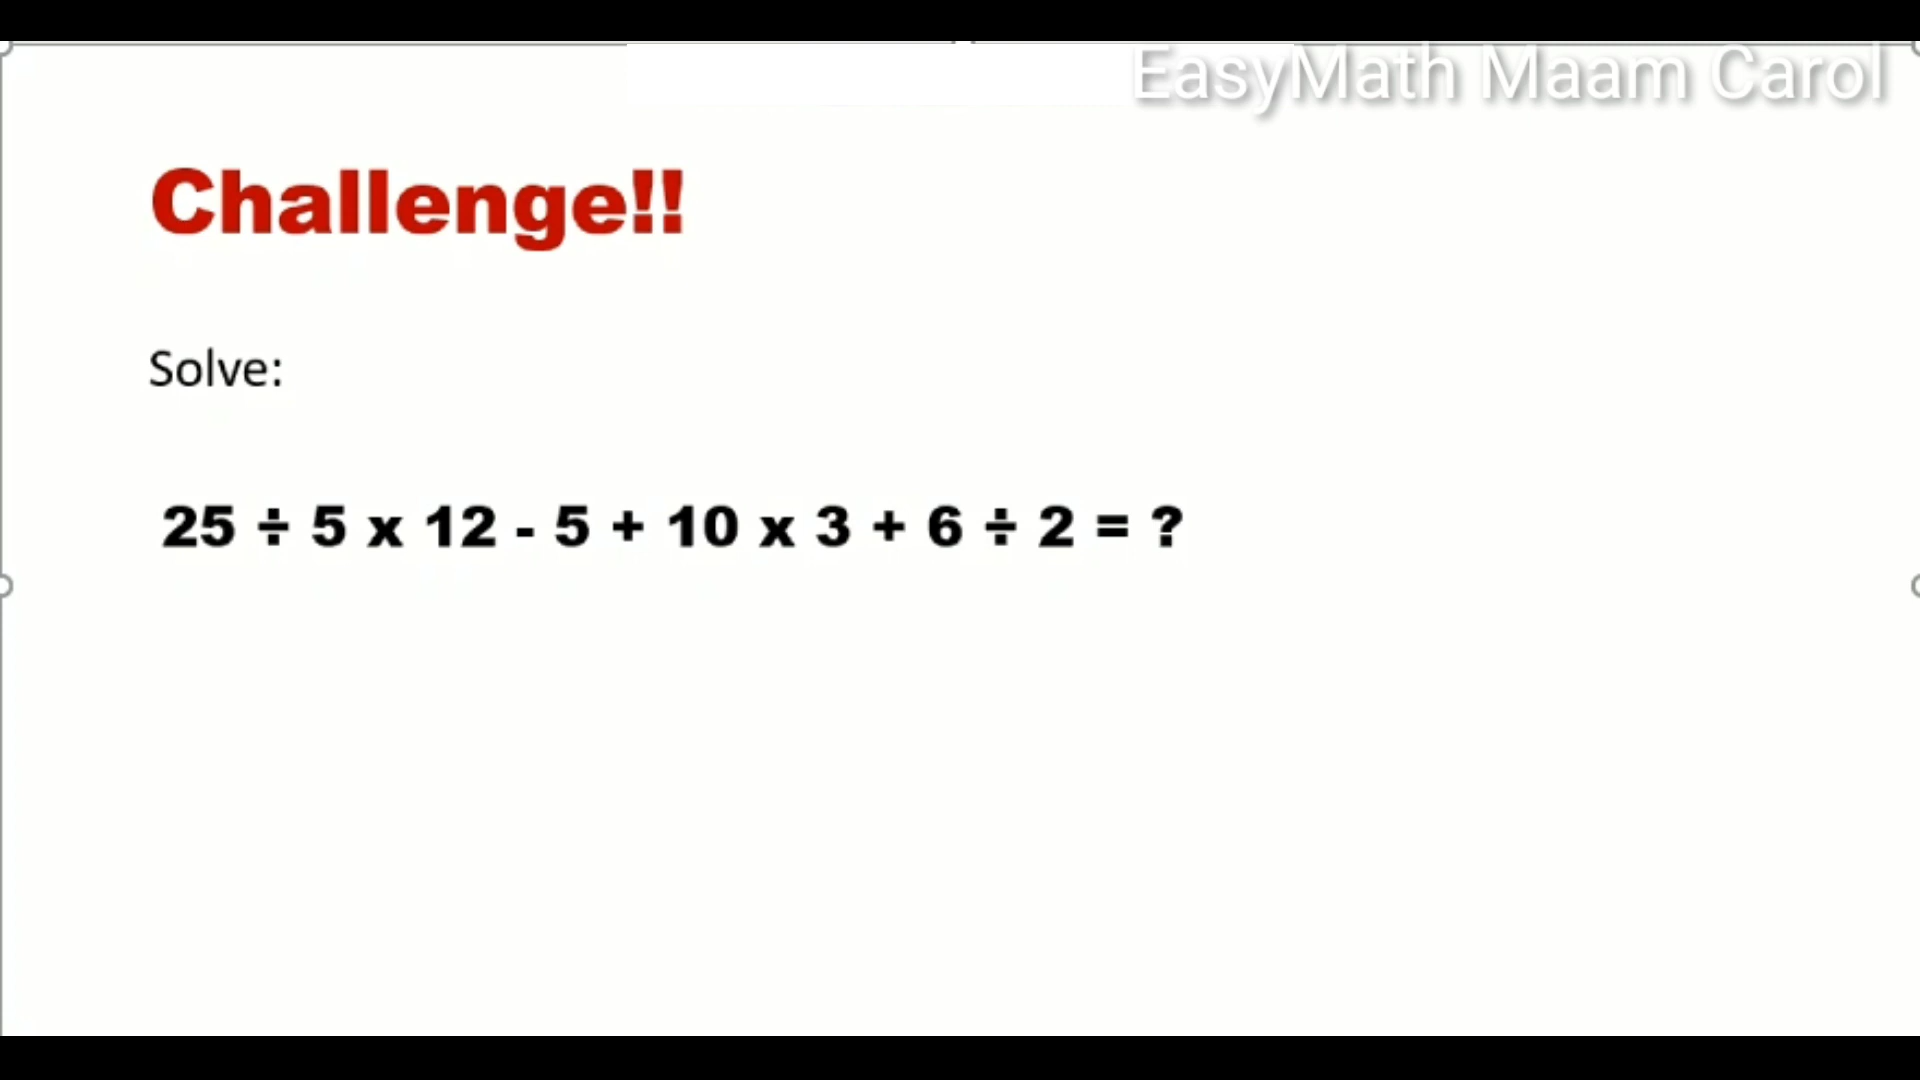 EasyMath Maam Carol
Challenge!!
Solve:
25 ÷ 5 x 12 - 5 + 10 x 3 + 6 ÷ 2 = ?